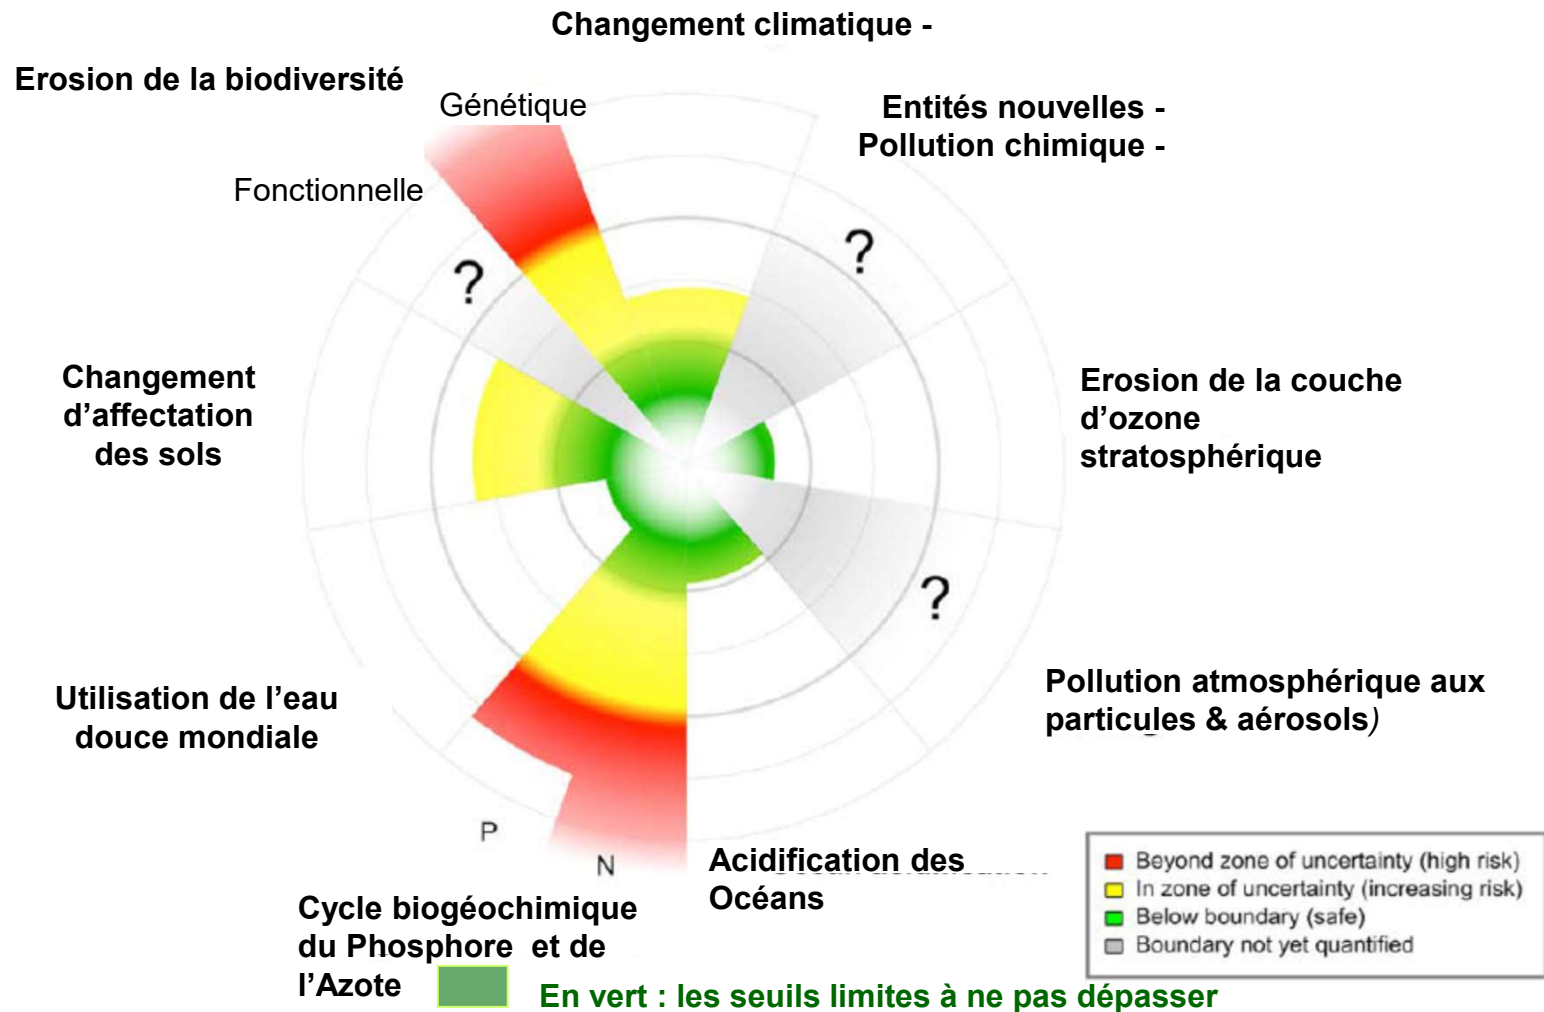 Changement climatique -
Erosion de la biodiversité
Génétique
Entités nouvelles -
Pollution chimique -
Fonctionnelle
?
?
Changement
d’affectation
des sols
Erosion de la couche
d’ozone
stratosphérique
?
Utilisation de l’eau
douce mondiale
Pollution atmosphérique aux
particules & aérosols)
P
N
Acidification des
Océans
Cycle biogéochimique
du Phosphore et de
l’Azote
Beyond zone of uncertainty (high risk)
In zone of uncertainty (increasing risk)
Below boundary (safe)
Boundary not yet quantified
En vert : les seuils limites à ne pas dépasser